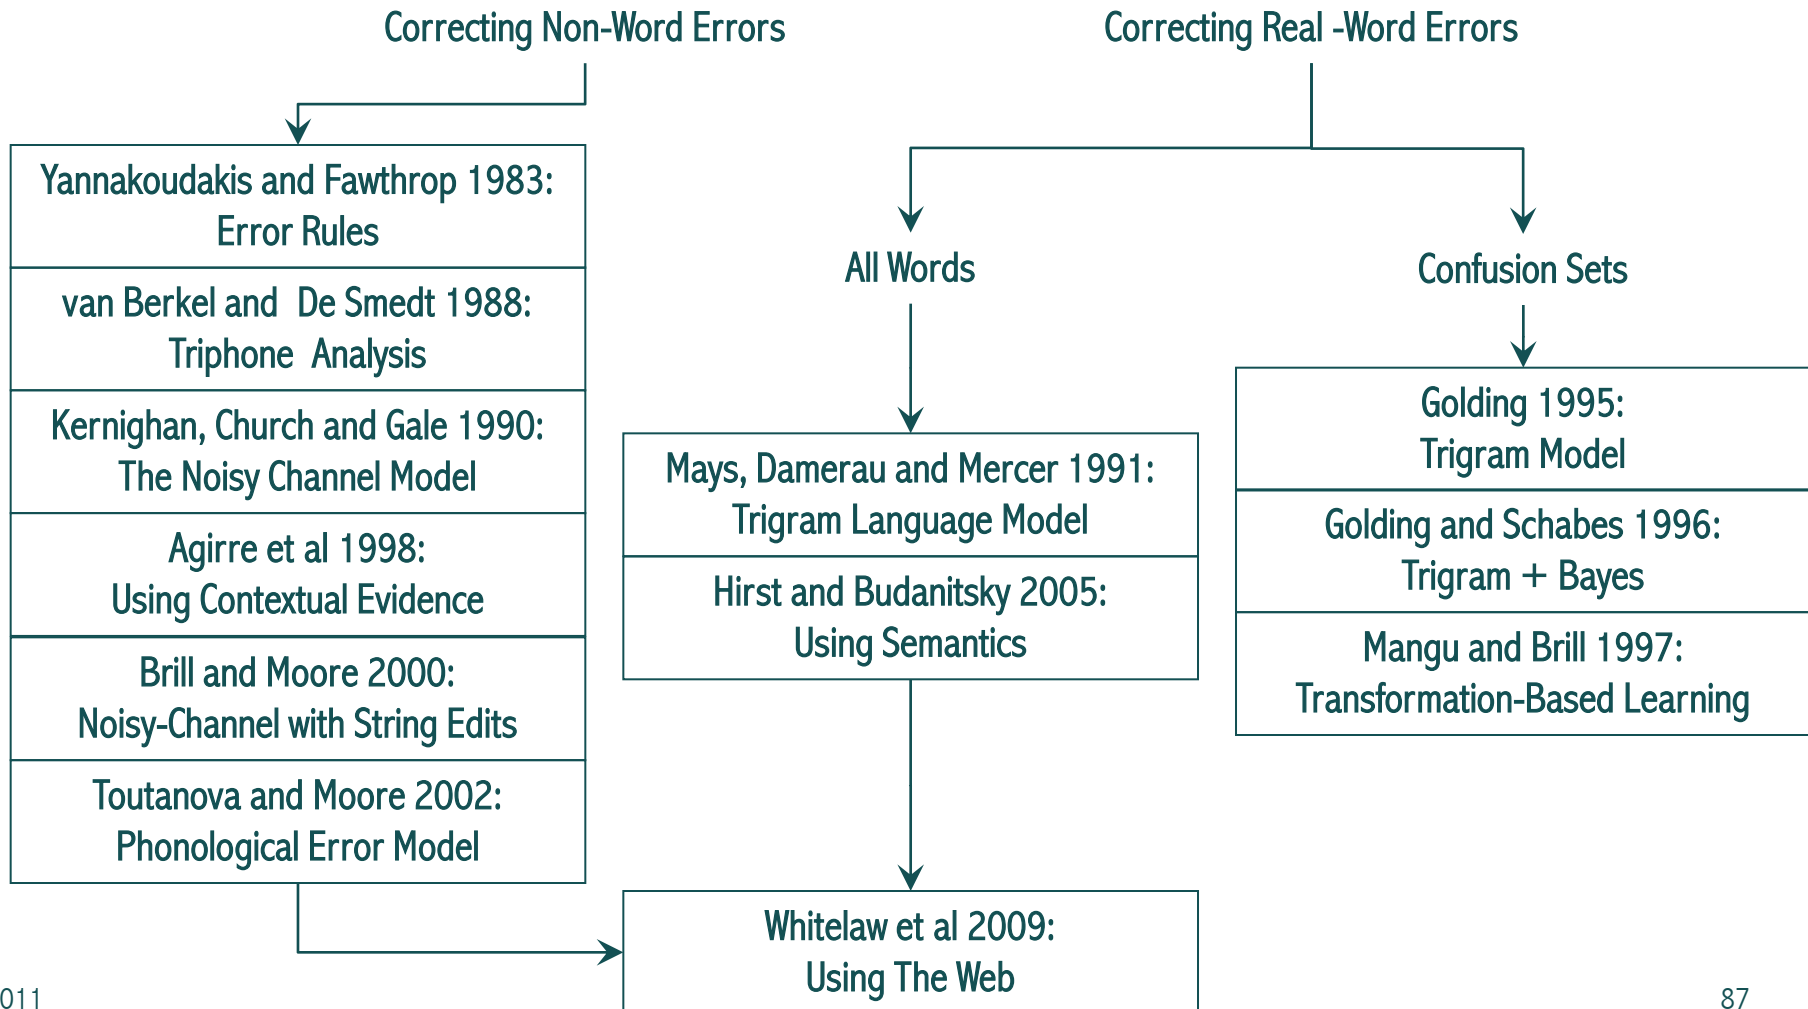 Correcting Non-Word Errors
Correcting Real -Word Errors
Yannakoudakis and Fawthrop 1983:
Error Rules
van Berkel and De Smedt 1988:
Triphone Analysis
Kernighan, Church and Gale 1990:
The Noisy Channel Model
Agirre et al 1998:
Using Contextual Evidence
Brill and Moore 2000:
Noisy-Channel with String Edits
Toutanova and Moore 2002:
Phonological Error Model
All Words
Mays, Damerau and Mercer 1991:
Trigram Language Model
Hirst and Budanitsky 2005:
Using Semantics
Confusion Sets
Golding 1995:
Trigram Model
Golding and Schabes 1996:
Trigram + Bayes
Mangu and Brill 1997:
Transformation-Based Learning
Whitelaw et al 2009:
Using The Web
011
87